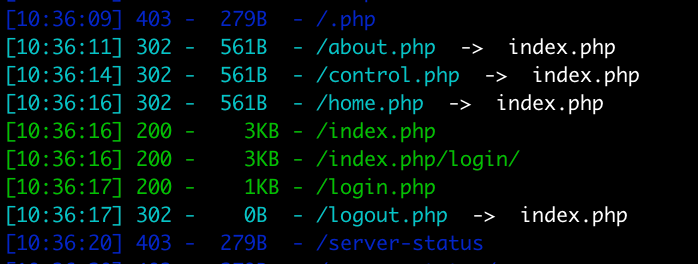 [10:36:09] 403 -  279B  - /.php
[10:36:11] 302 -  561B  - /about.php  ->  index.php
[10:36:14] 302 -  561B  - /control.php  ->  index.php
[10:36:16] 302 -  561B  - /home.php  ->  index.php
[10:36:16] 200 -    3KB - /index.php
[10:36:16] 200 -    3KB - /index.php/login/
[10:36:17] 200 -    1KB - /login.php
[10:36:17] 302 -    0B  - /logout.php  ->  index.php
[10:36:20] 403 -  279B  - /server-status